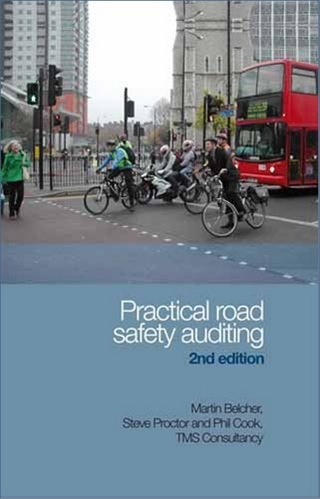 Practical road
safety auditing
2nd edition
Martin Belcher,
Steve Proctor and Phil Cook,
TMS Consultancy